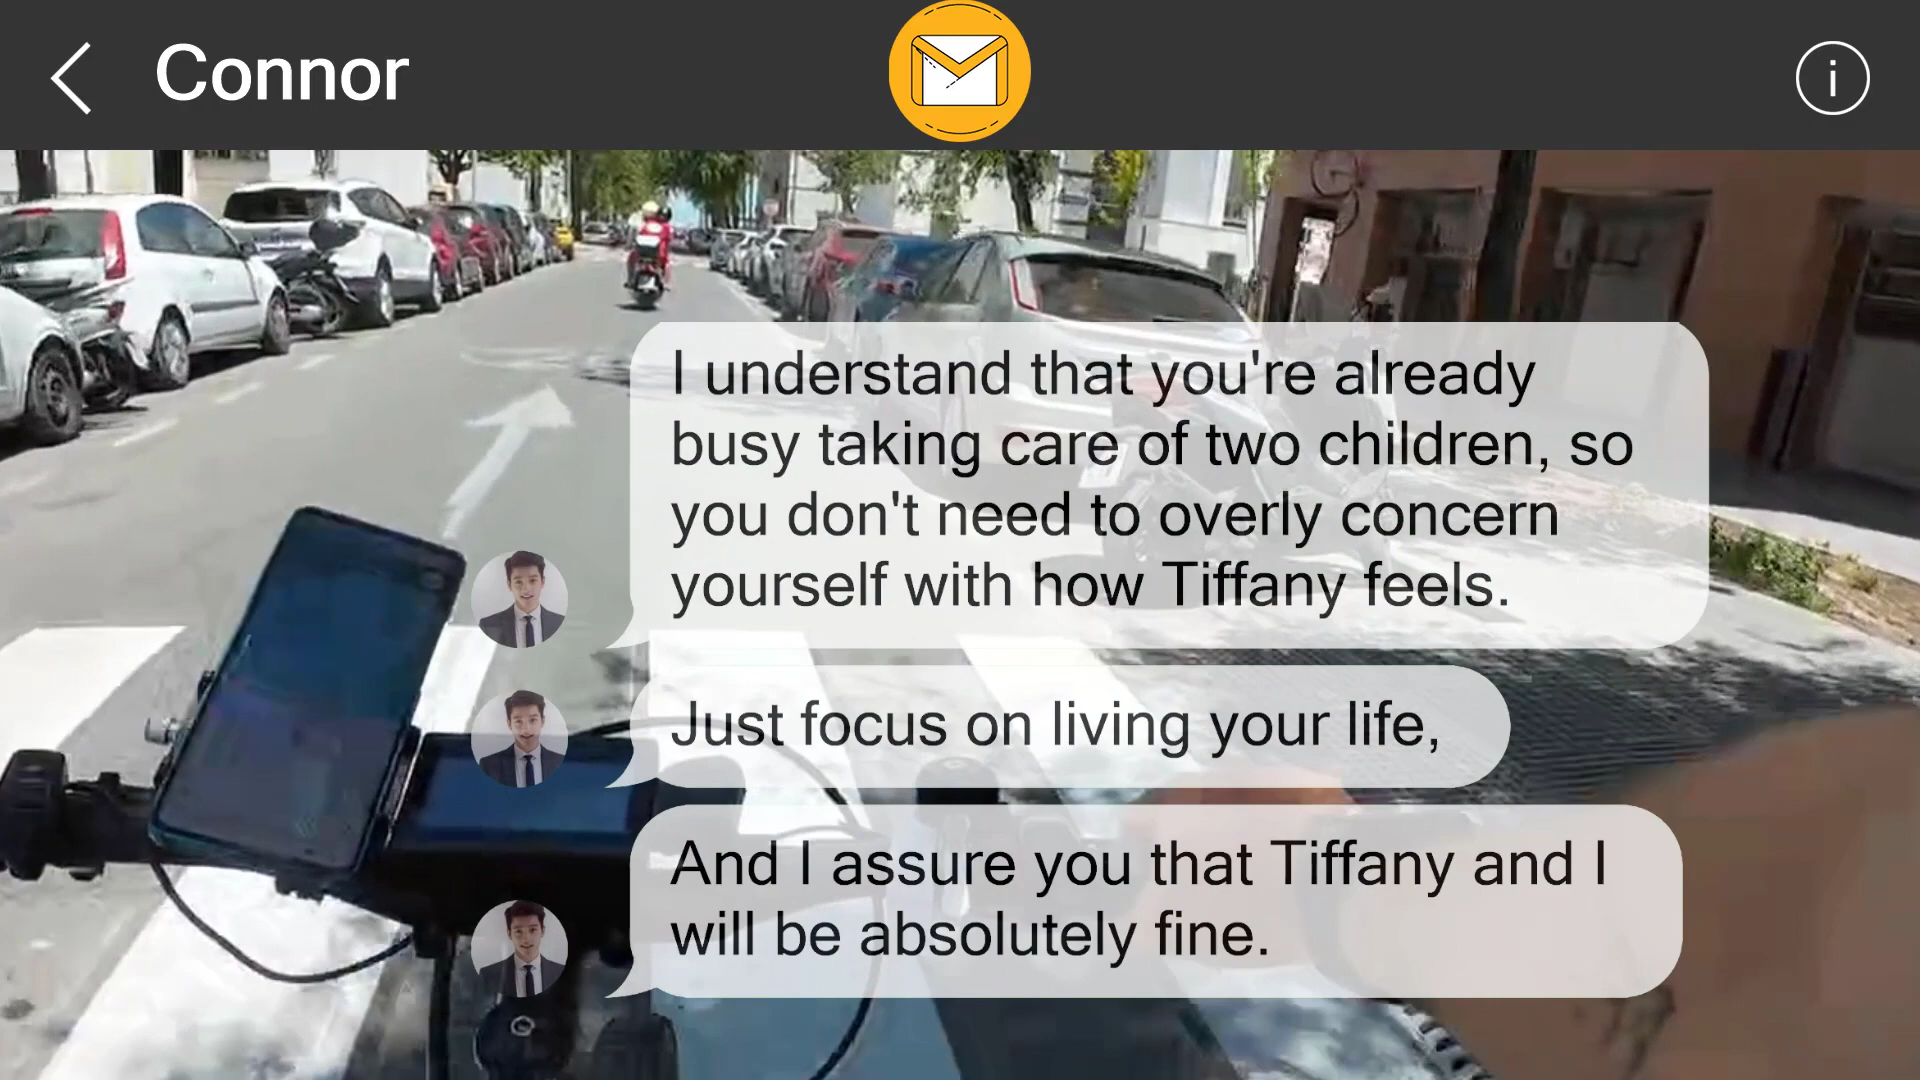 Connor
I understand that you're already
busy taking care of two children, so
you don't need to overly concern
yourself with how Tiffany feels.
Just focus on living your life,
And I assure you that Tiffany and I
will be absolutely fine.